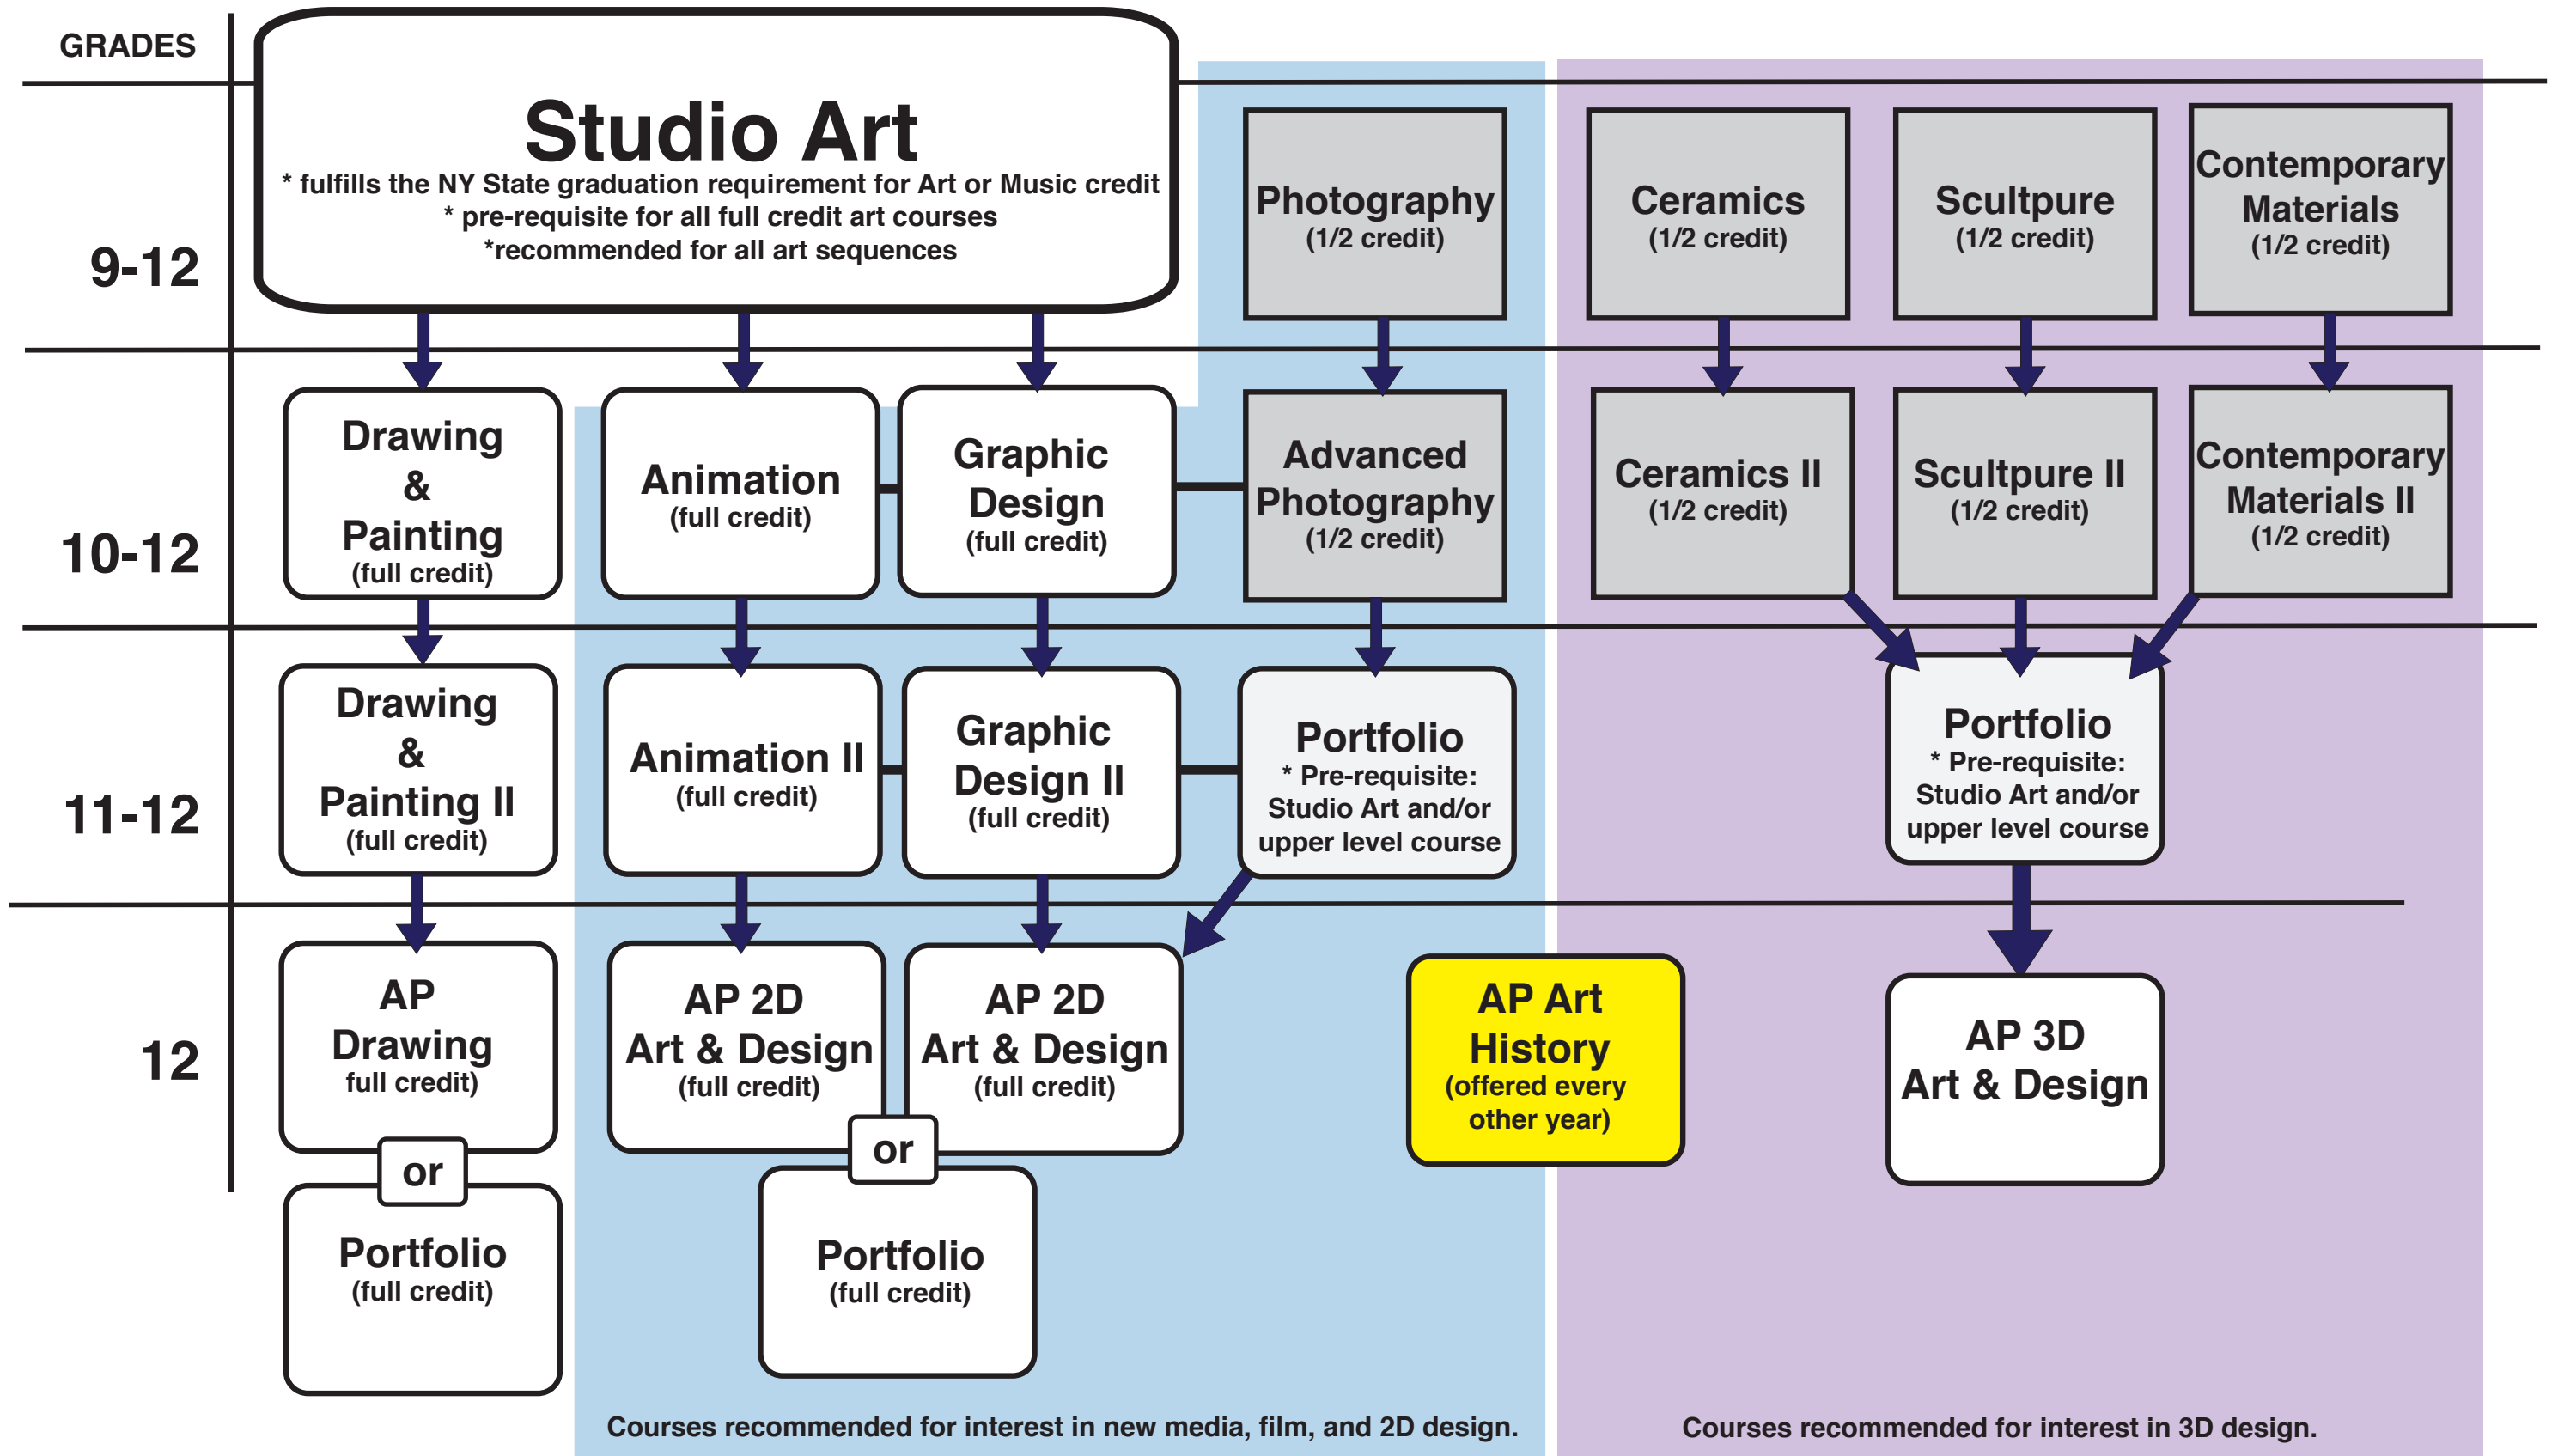 GRADES
Studio Art
* fulfills the NY State graduation requirement for Art or Music credit
* pre-requisite for all full credit art courses
*recommended for all art sequences
9-12
Photography
(1/2 credit)
Ceramics
(1/2 credit)
Scultpure
(1/2 credit)
Contemporary
Materials
(1/2 credit)
10-12
Drawing
&
Painting
(full credit)
Animation
(full credit)
Graphic
Design
(full credit)
Advanced
Photography
(1/2 credit)
Ceramics II
(1/2 credit)
Scultpure II
(1/2 credit)
Contemporary
Materials II
(1/2 credit)
11-12
Drawing
&
Painting II
(full credit)
Animation II
(full credit)
Graphic
Design II
(full credit)
Portfolio
* Pre-requisite:
Studio Art and/or
upper level course
Portfolio
* Pre-requisite:
Studio Art and/or
upper level course
12
AP
Drawing
full credit)
or
Portfolio
(full credit)
AP 2D
Art & Design
(full credit)
AP 2D
Art & Design
(full credit)
or
Portfolio
(full credit)
AP Art
History
(offered every
other year)
AP 3D
Art & Design
Courses recommended for interest in new media, film, and 2D design.
Courses recommended for interest in 3D design.